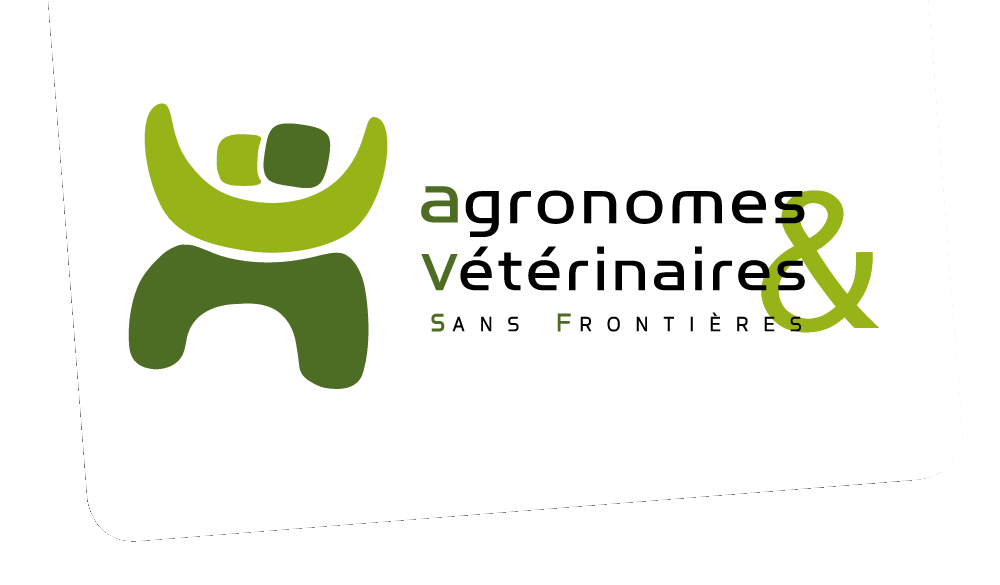 agronomes &
vétérinaires
SANS FRONTIÈRES